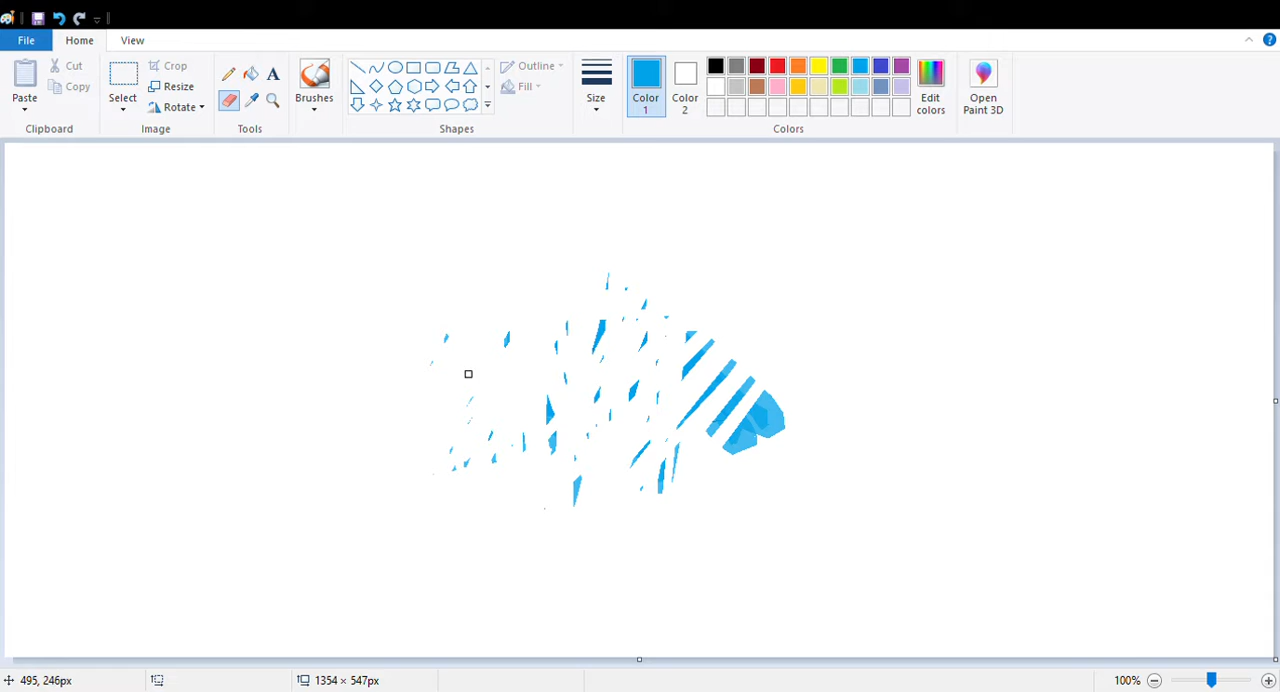 File Home View
Paste Cut Copy
Clipboard
Select Crop Resize Rotate
Image
A
Tools
Brushes
Outline Fill
Shapes
Size
Color 1
Color 2
Edit colors
Colors
Open Paint 3D
495, 246px
1354 × 547px
100%